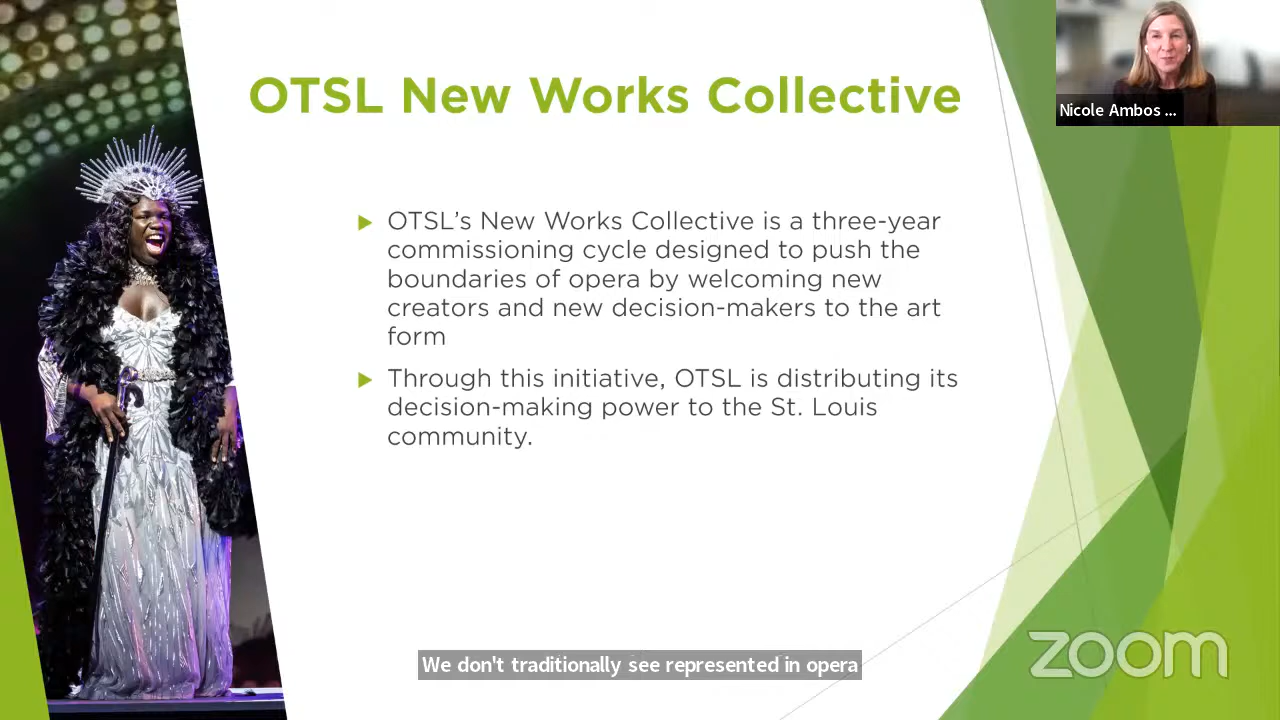 OTSL New Works Collective
Nicole Ambos ...
OTSL’s New Works Collective is a three-year
commissioning cycle designed to push the
boundaries of opera by welcoming new
creators and new decision-makers to the art
form
Through this initiative, OTSL is distributing its
decision-making power to the St. Louis
community.
We don't traditionally see represented in opera
zoom